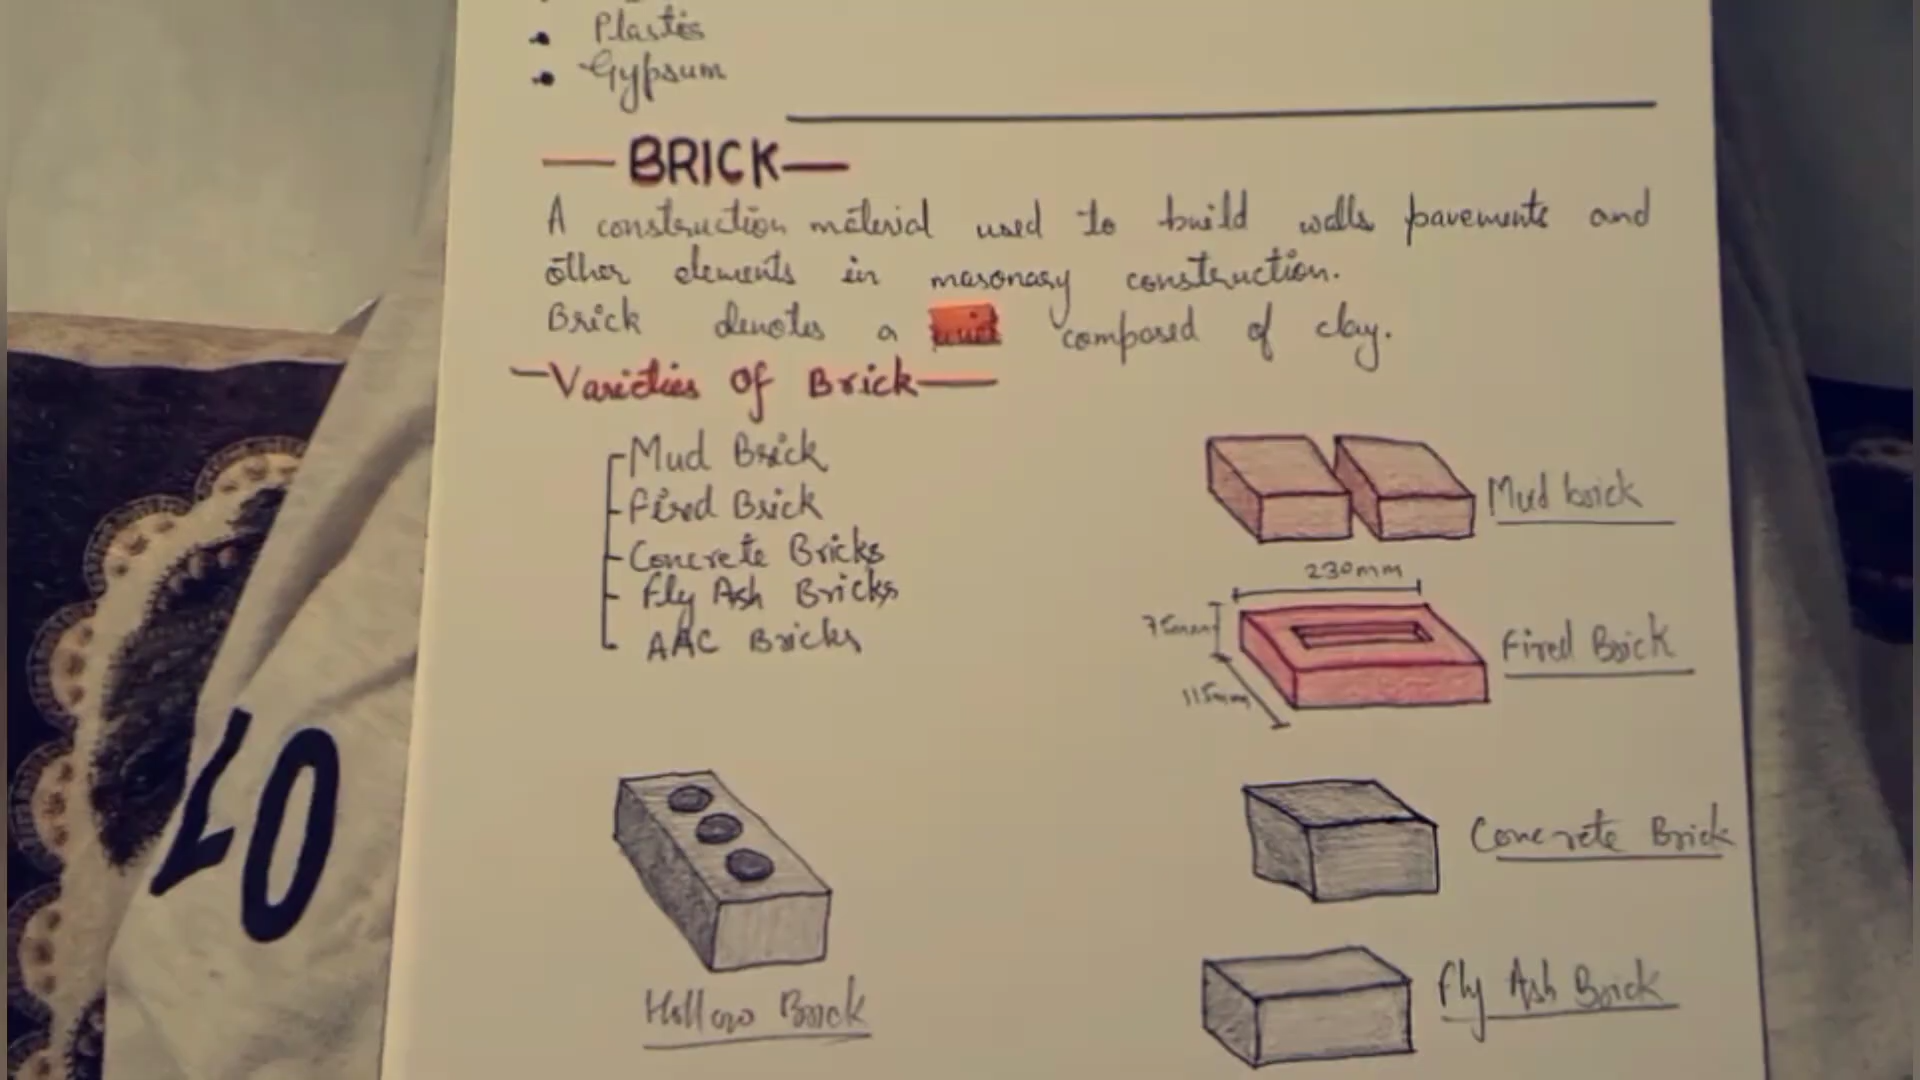 • Plastic
• Gypsum
BRICK
A construction material used to build walls pavements and
other elements in masonary construction.
Brick denotes a unit composed of clay.
Varieties Of Brick
Mud Brick
Fired Brick
Concrete Bricks
Fly Ash Bricks
AAC Bricks
Mud brick
230mm
75mm
115mm
Fired Brick
Concrete Brick
Hollow Brick
Fly Ash Brick